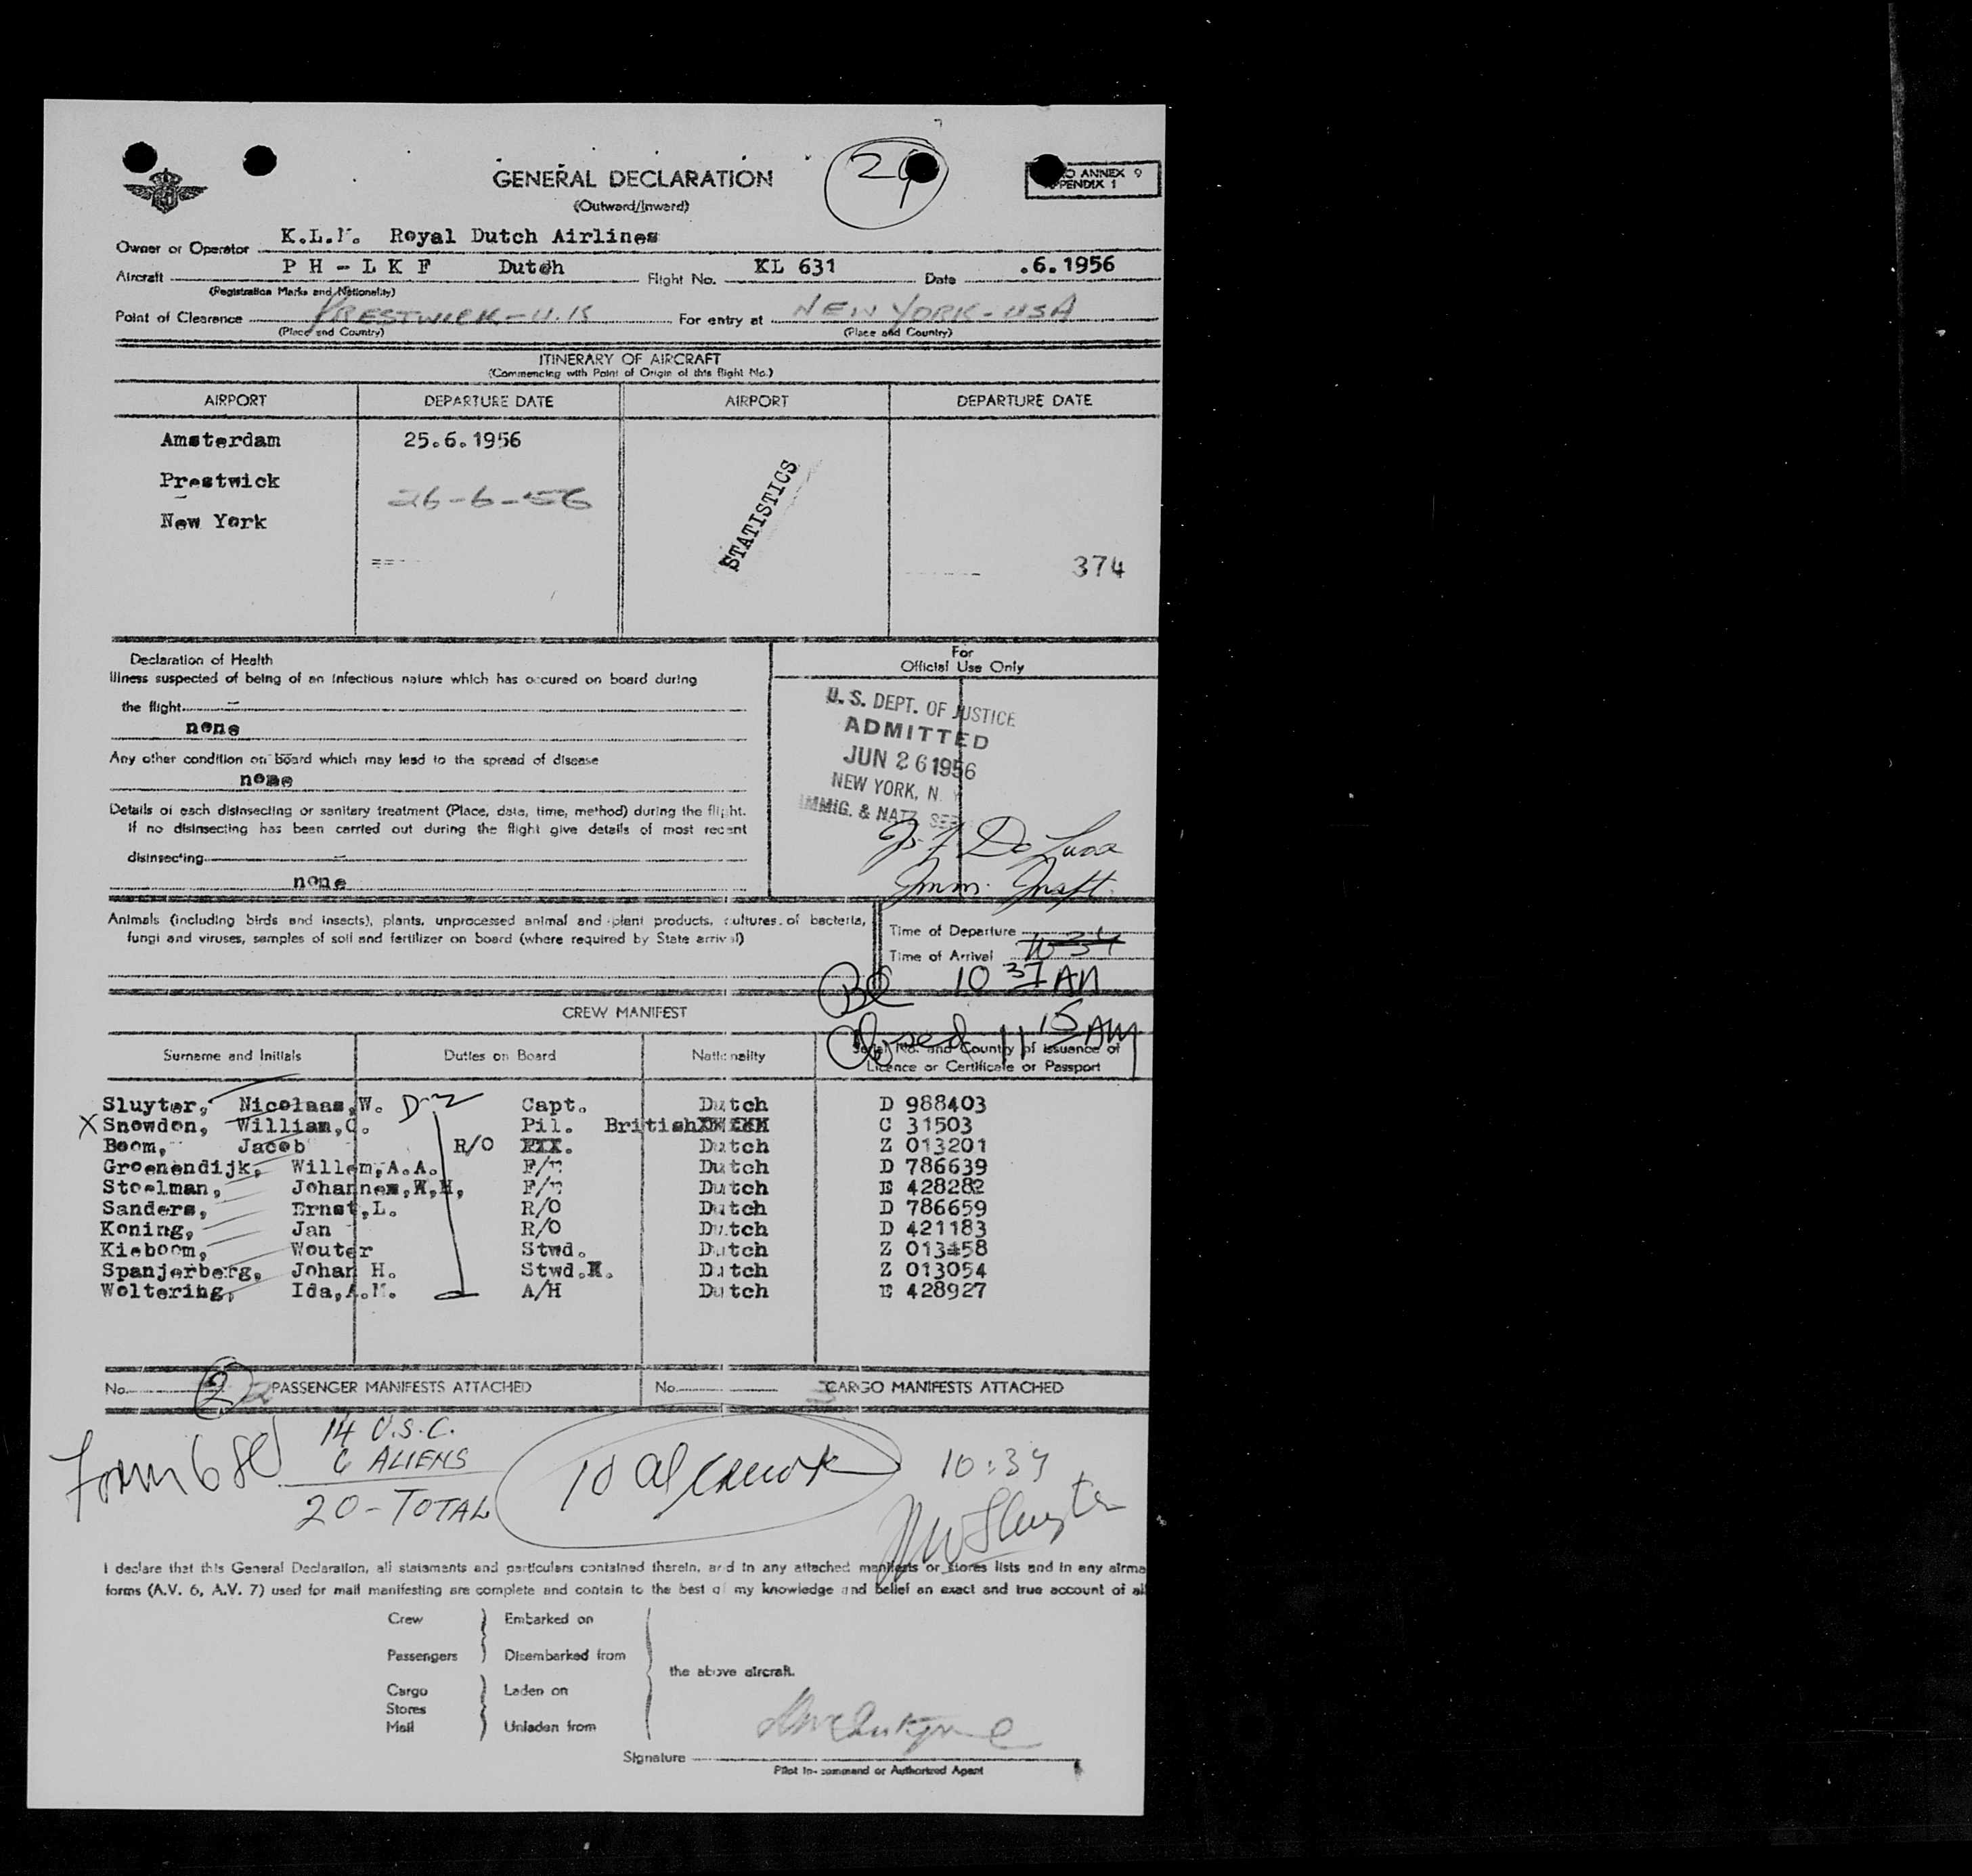 GENERAL DECLARATION
(Outward/Inward)
ANNEX 9
PENDIX 1
Owner or Operator K.L.M. Royal Dutch Airlines
Aircraft PH-LKF Dutch Flight No. KL 631 Date .6.1956
(Registration Marks and Nationality)
Point of Clearance PRESTWICK-U.K For entry at NEW YORK-USA
(Place and Country) (Place and Country)
ITINERARY OF AIRCRAFT
(Commencing with Point of Origin of this flight No.)
AIRPORT DEPARTURE DATE AIRPORT DEPARTURE DATE
Amsterdam 25.6.1956
Prestwick 26-6-56
New York
STATISTICS
374
Declaration of Health
Illness suspected of being of an infectious nature which has occured on board during
the flight
none
Any other condition on board which may lead to the spread of disease
none
Details of each disinsecting or sanitary treatment (Place, date, time, method) during the flight.
If no disinsecting has been carried out during the flight give details of most recent
disinsecting
none
For
Official Use Only
U.S. DEPT. OF JUSTICE
ADMITTED
JUN 26 1956
NEW YORK, N.Y
IMMIG. & NATZ. SER
Animals (including birds and insects), plants, unprocessed animal and plant products, cultures of bacteria,
fungi and viruses, samples of soil and fertilizer on board (where required by State arrival)
Time of Departure
Time of Arrival 10 34
10 37 AM
Closed 11 15 AM
CREW MANIFEST
Surname and Initials Duties on Board Nationality Serial No. and Country of issuance of
Licence or Certificate or Passport
Sluyter, Nicolaas,W. Capt. Dutch D 988403
X Snowdon, William,C. Pil. British C 31503
Boom, Jacob R/O Dutch Z 013201
Groenendijk, Willem,A.A. F/E Dutch D 786639
Stoelman, Johannes,W,H, F/E Dutch E 428282
Sanders, Ernst,L. R/O Dutch D 786659
Koning, Jan R/O Dutch D 421183
Kieboom, Wouter Stwd. Dutch Z 013458
Spanjerberg, Johan H. Stwd.K. Dutch Z 013054
Woltering, Ida,A.M. A/H Dutch E 428927
No. 2 PASSENGER MANIFESTS ATTACHED No. 3 CARGO MANIFESTS ATTACHED
14 U.S.C.
6 ALIENS
20-TOTAL
Form 680
10:34
I declare that this General Declaration, all statements and particulars contained therein, and in any attached manifests or stores lists and in any airma
forms (A.V. 6, A.V. 7) used for mail manifesting are complete and contain to the best of my knowledge and belief an exact and true account of all
Crew Embarked on
Passengers Disembarked from
the above aircraft.
Cargo Laden on
Stores
Mail Unladen from
Signature
Pilot in-command or Authorized Agent